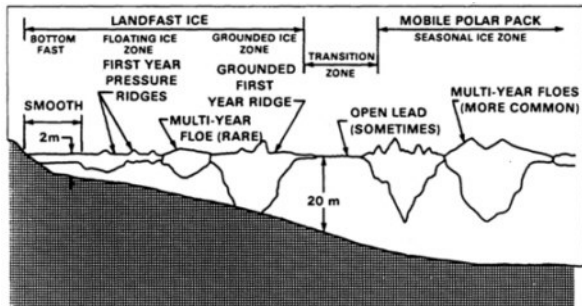 LANDFAST ICE
MOBILE POLAR PACK
BOTTOM
FAST
FLOATING ICE
ZONE
GROUNDED ICE
ZONE
SEASONAL ICE ZONE
TRANSITION
ZONE
FIRST YEAR
PRESSURE
RIDGES
GROUNDED
FIRST
YEAR RIDGE
SMOOTH
MULTI-YEAR
FLOE (RARE)
OPEN LEAD
(SOMETIMES)
MULTI-YEAR FLOES
(MORE COMMON)
2m
20 m